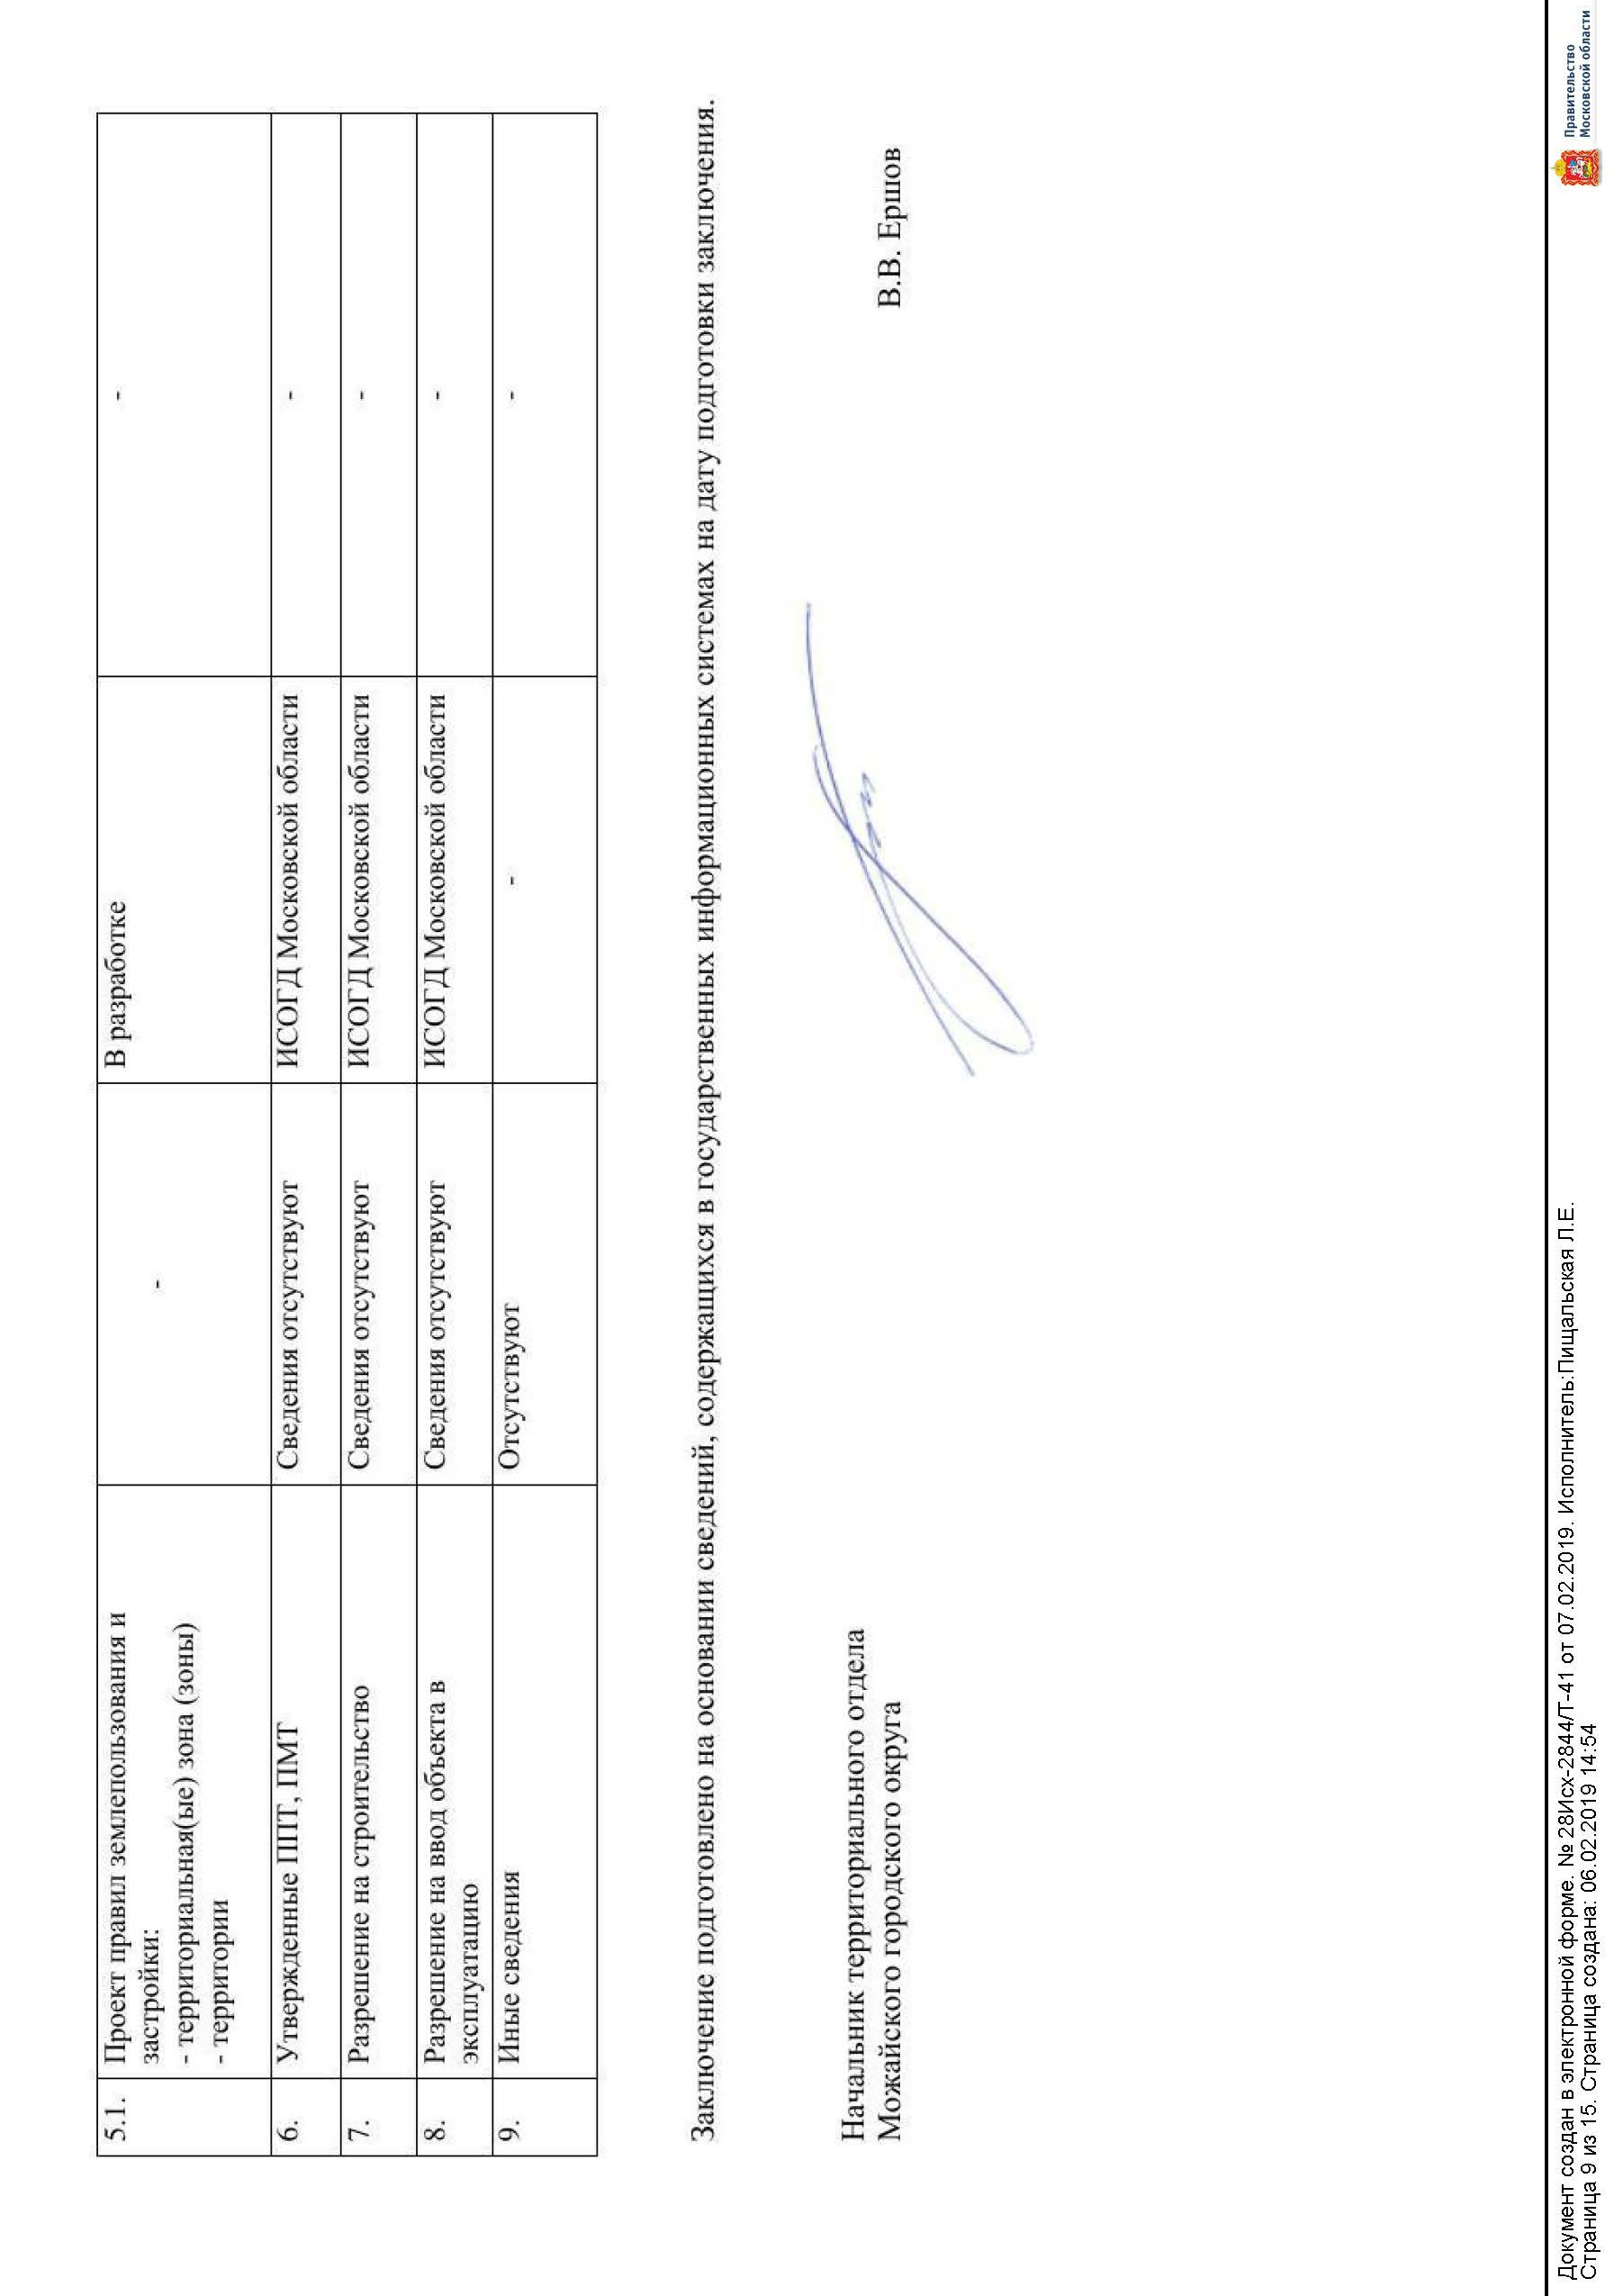 5.1. Проект правил землепользования и - В разработке -
застройки:
- территориальная(ые) зона (зоны)
- территории
6. Утвержденные ППТ, ПМТ Сведения отсутствуют ИСОГД Московской области -
7. Разрешение на строительство Сведения отсутствуют ИСОГД Московской области -
8. Разрешение на ввод объекта в Сведения отсутствуют ИСОГД Московской области -
эксплуатацию
9. Иные сведения Отсутствуют - -
Заключение подготовлено на основании сведений, содержащихся в государственных информационных системах на дату подготовки заключения.
Начальник территориального отдела
Можайского городского округа В.В. Ершов
Документ создан в электронной форме. № 28Исх-2844/Т-41 от 07.02.2019. Исполнитель:Пищальская Л.Е.
Страница 9 из 15. Страница создана: 06.02.2019 14:54
Правительство
Московской области